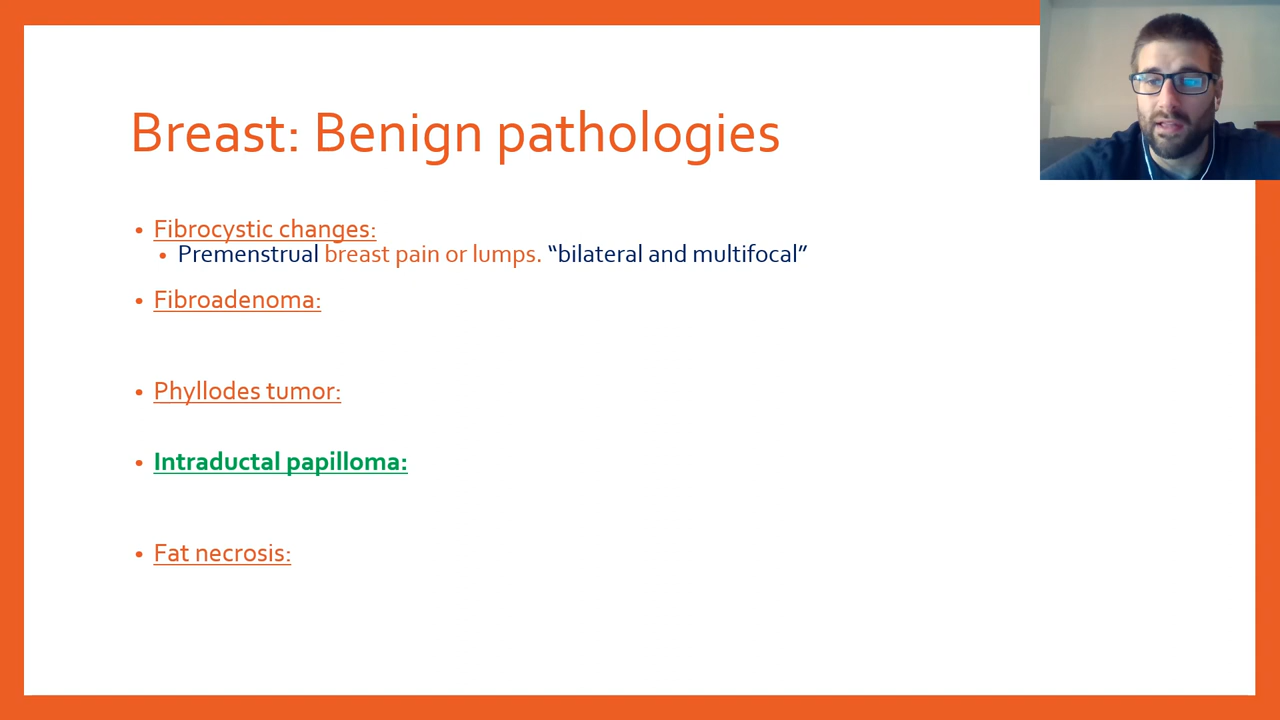 Breast: Benign pathologies
• Fibrocystic changes:
• Premenstrual breast pain or lumps. “bilateral and multifocal”
• Fibroadenoma:
• Phyllodes tumor:
• Intraductal papilloma:
• Fat necrosis: